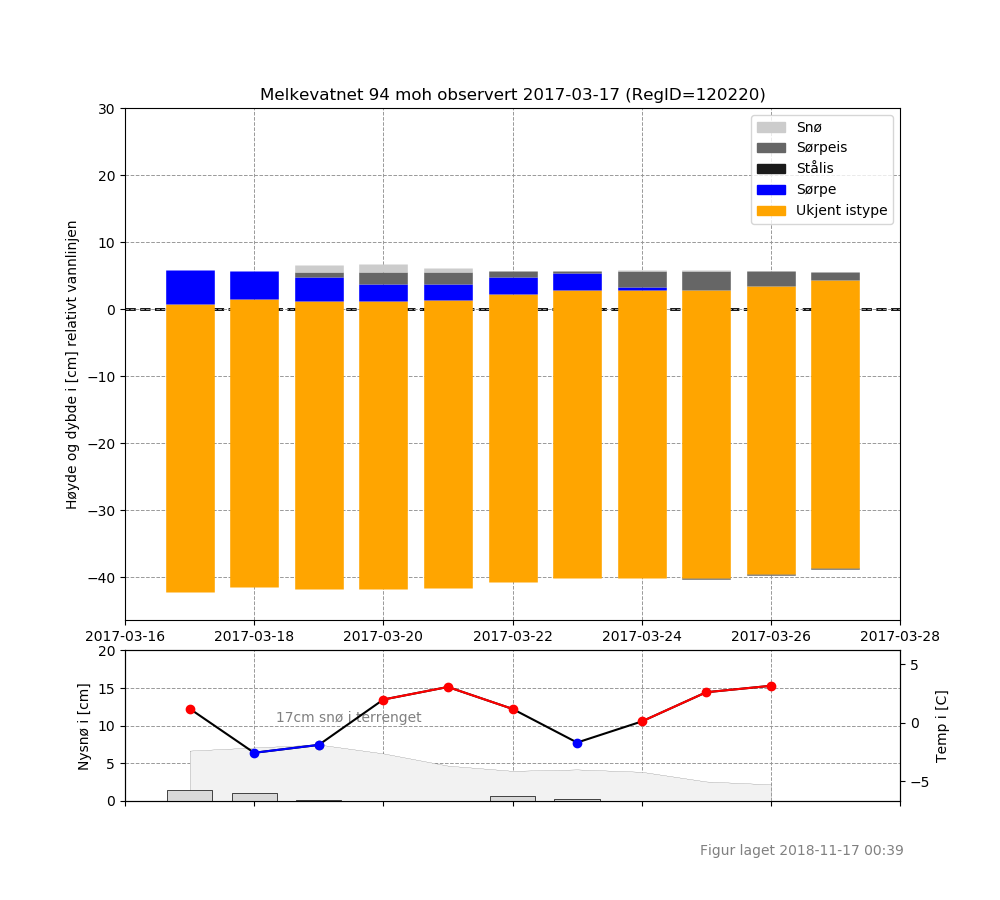 Melkevatnet 94 moh observert 2017-03-17 (RegID=120220)
30
20
10
0
−10
−20
−30
−40
Høyde og dybde i [cm] relativt vannlinjen
Snø
Sørpeis
Stålis
Sørpe
Ukjent istype
2017-03-16 2017-03-18 2017-03-20 2017-03-22 2017-03-24 2017-03-26 2017-03-28
20
15
10
5
0
Nysnø i [cm]
17cm snø i terrenget
5
0
−5
Temp i [C]
Figur laget 2018-11-17 00:39